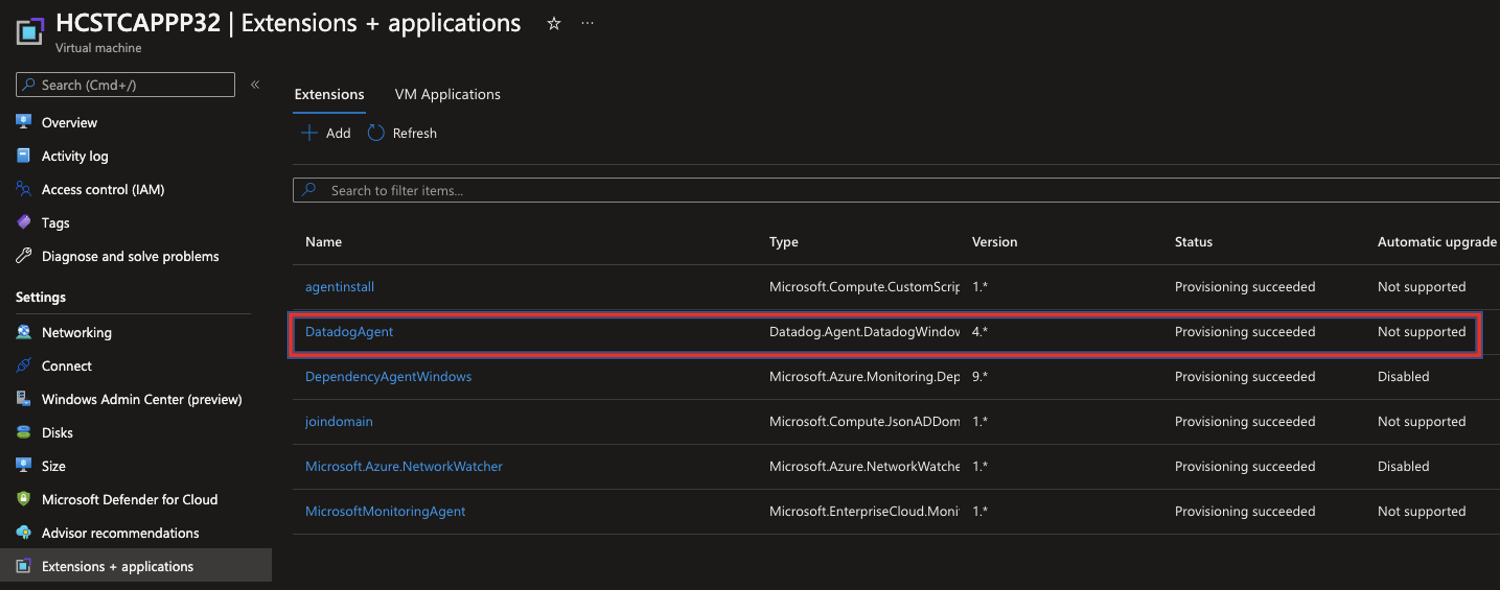 HCSTCAPPP32 | Extensions + applications ☆ ...
Virtual machine
Search (Cmd+/)
«
Overview
Activity log
Access control (IAM)
Tags
Diagnose and solve problems
Settings
Networking
Connect
Windows Admin Center (preview)
Disks
Size
Microsoft Defender for Cloud
Advisor recommendations
Extensions + applications
Extensions VM Applications
+ Add Refresh
Search to filter items...
Name Type Version Status Automatic upgrade
agentinstall Microsoft.Compute.CustomScrip 1.* Provisioning succeeded Not supported
DatadogAgent Datadog.Agent.DatadogWindow 4.* Provisioning succeeded Not supported
DependencyAgentWindows Microsoft.Azure.Monitoring.Dep 9.* Provisioning succeeded Disabled
joindomain Microsoft.Compute.JsonADDom 1.* Provisioning succeeded Not supported
Microsoft.Azure.NetworkWatcher Microsoft.Azure.NetworkWatche 1.* Provisioning succeeded Disabled
MicrosoftMonitoringAgent Microsoft.EnterpriseCloud.Moni 1.* Provisioning succeeded Not supported